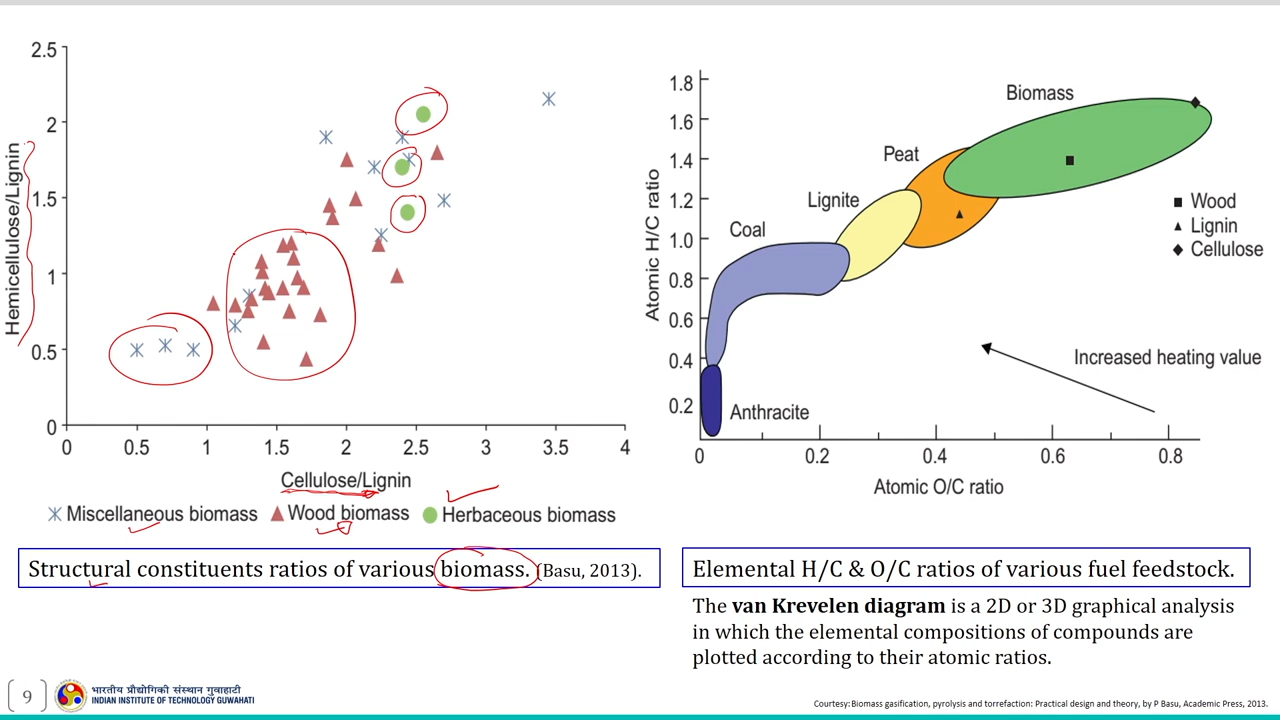 2.5
2
1.5
1
0.5
0
Hemicellulose/Lignin
0 0.5 1 1.5 2 2.5 3 3.5 4
Cellulose/Lignin
Miscellaneous biomass Wood biomass Herbaceous biomass
Structural constituents ratios of various biomass. (Basu, 2013).
1.8
1.6
1.4
1.2
1.0
0.8
0.6
0.4
0.2
Atomic H/C ratio
Biomass
Peat
Lignite
Coal
Anthracite
Wood
Lignin
Cellulose
Increased heating value
0 0.2 0.4 0.6 0.8
Atomic O/C ratio
Elemental H/C & O/C ratios of various fuel feedstock.
The van Krevelen diagram is a 2D or 3D graphical analysis
in which the elemental compositions of compounds are
plotted according to their atomic ratios.
9
भारतीय प्रौद्योगिकी संस्थान गुवाहाटी
INDIAN INSTITUTE OF TECHNOLOGY GUWAHATI
Courtesy: Biomass gasification, pyrolysis and torrefaction: Practical design and theory, by P Basu, Academic Press, 2013.